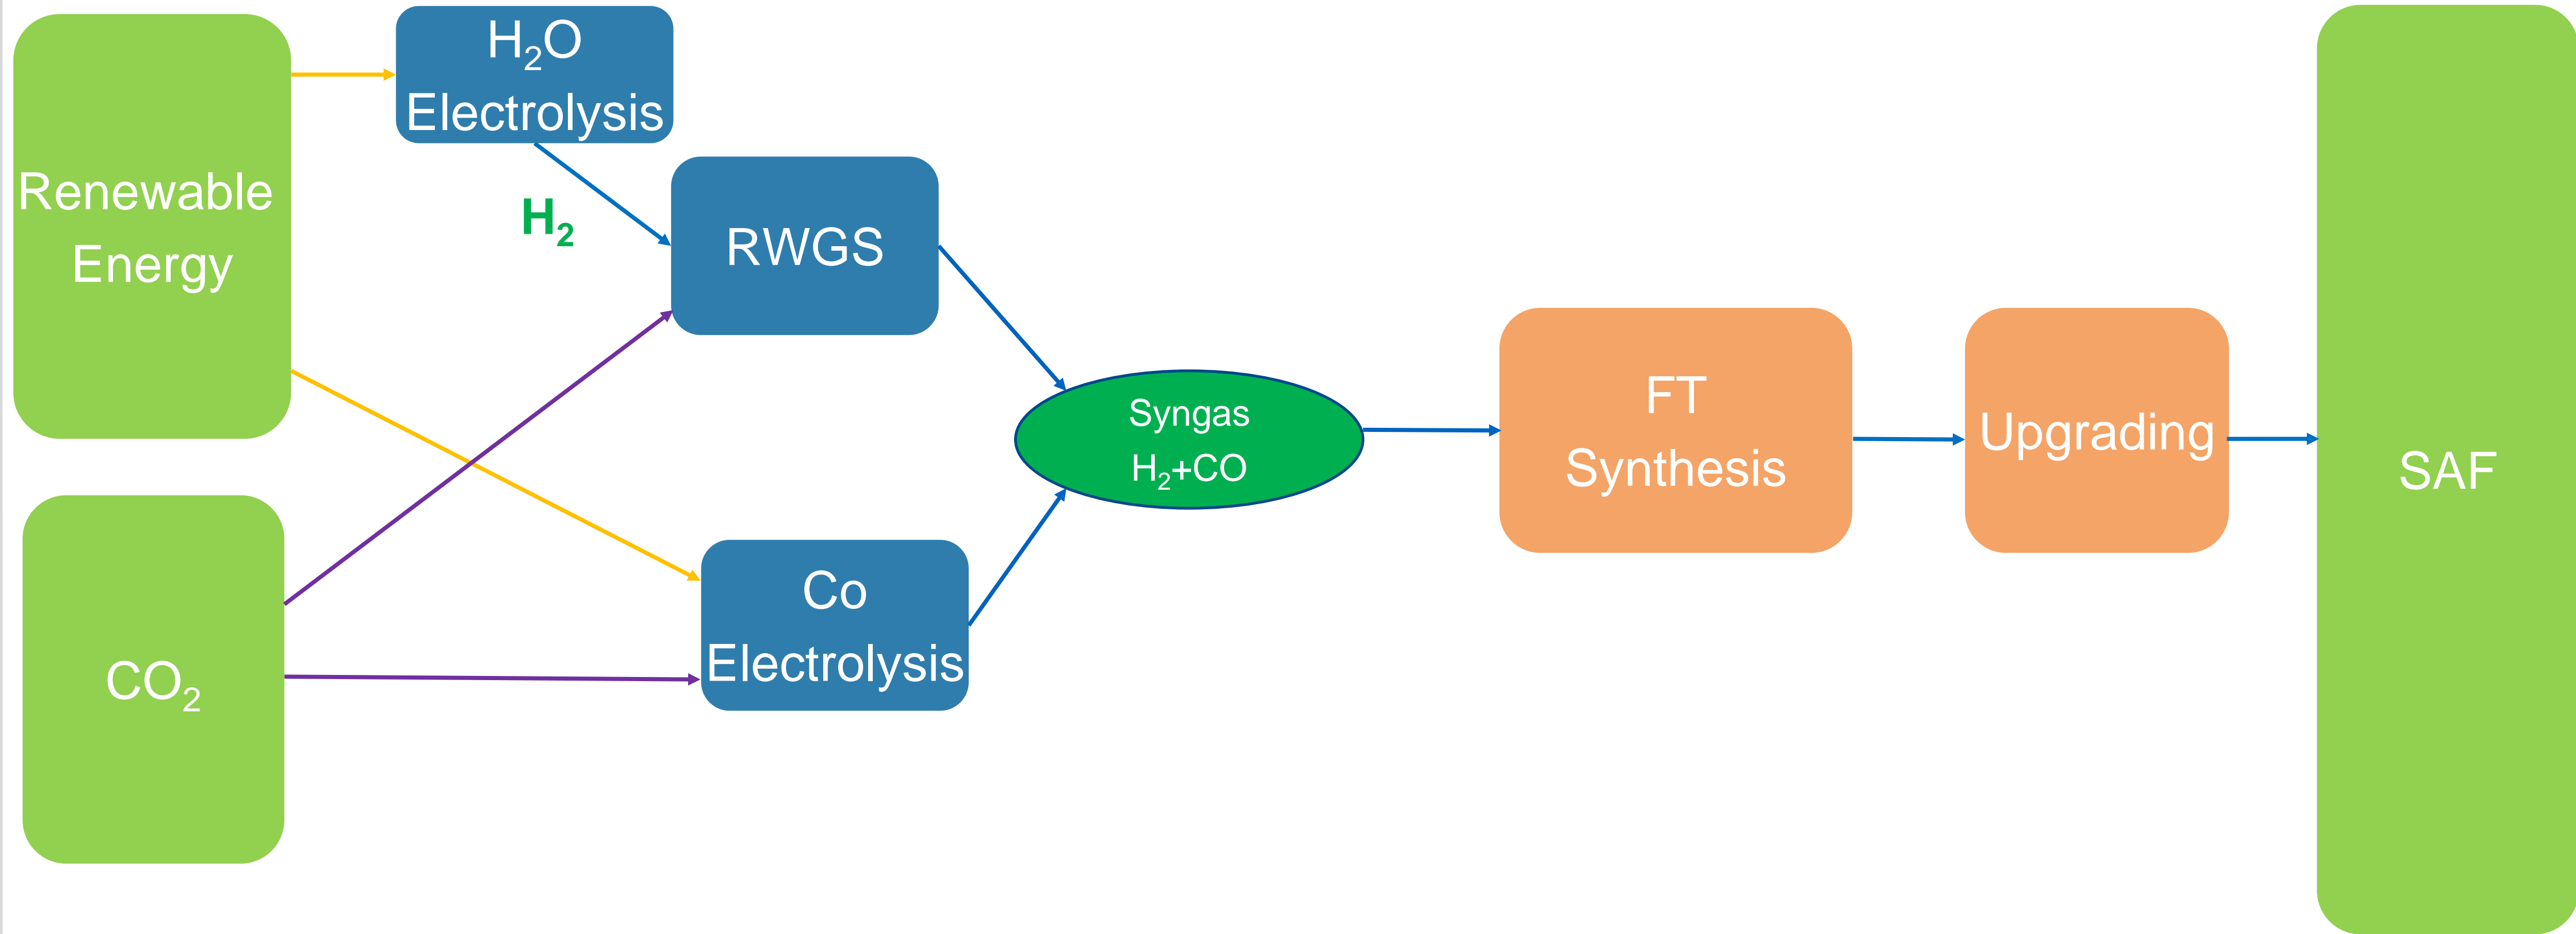 H₂O
Electrolysis
Renewable
Energy
H₂
RWGS
Syngas
H₂+CO
FT
Synthesis
Upgrading
SAF
Co
Electrolysis
CO₂